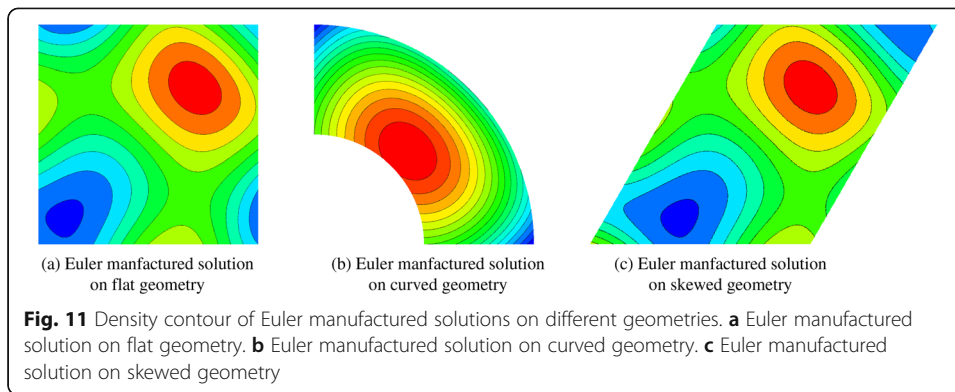 (a) Euler manfactured solution
on flat geometry
(b) Euler manfactured solution
on curved geometry
(c) Euler manfactured solution
on skewed geometry
Fig. 11 Density contour of Euler manufactured solutions on different geometries. a Euler manufactured
solution on flat geometry. b Euler manufactured solution on curved geometry. c Euler manufactured
solution on skewed geometry